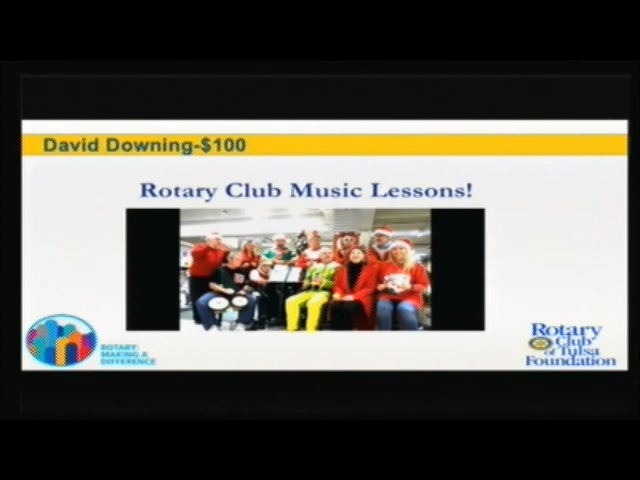 David Downing-$100
Rotary Club Music Lessons!
ROTARY:
MAKING A
DIFFERENCE
Rotary
Club
of Tulsa
Foundation